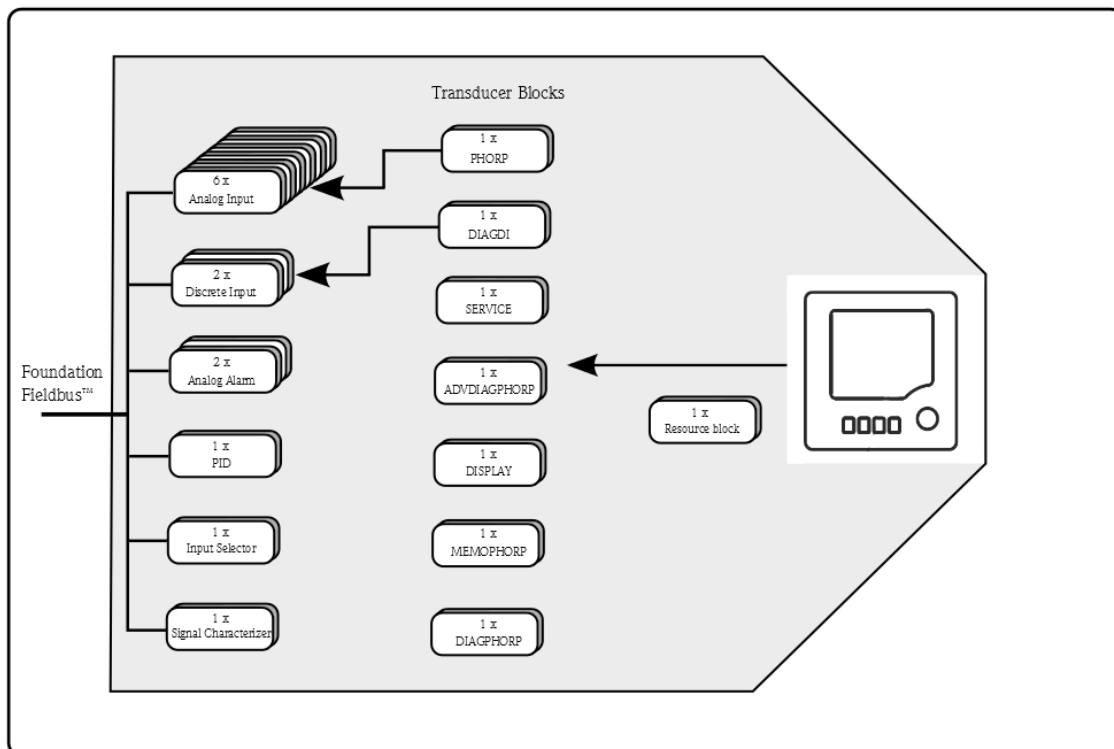 Transducer Blocks
6 x
Analog Input
2 x
Discrete Input
2 x
Analog Alarm
1 x
PID
1 x
Input Selector
1 x
Signal Characterizer
Foundation
Fieldbus™
1 x
PHORP
1 x
DIAGDI
1 x
SERVICE
1 x
ADVDIAGPHORP
1 x
DISPLAY
1 x
MEMOPHORP
1 x
DIAGPHORP
1 x
Resource block